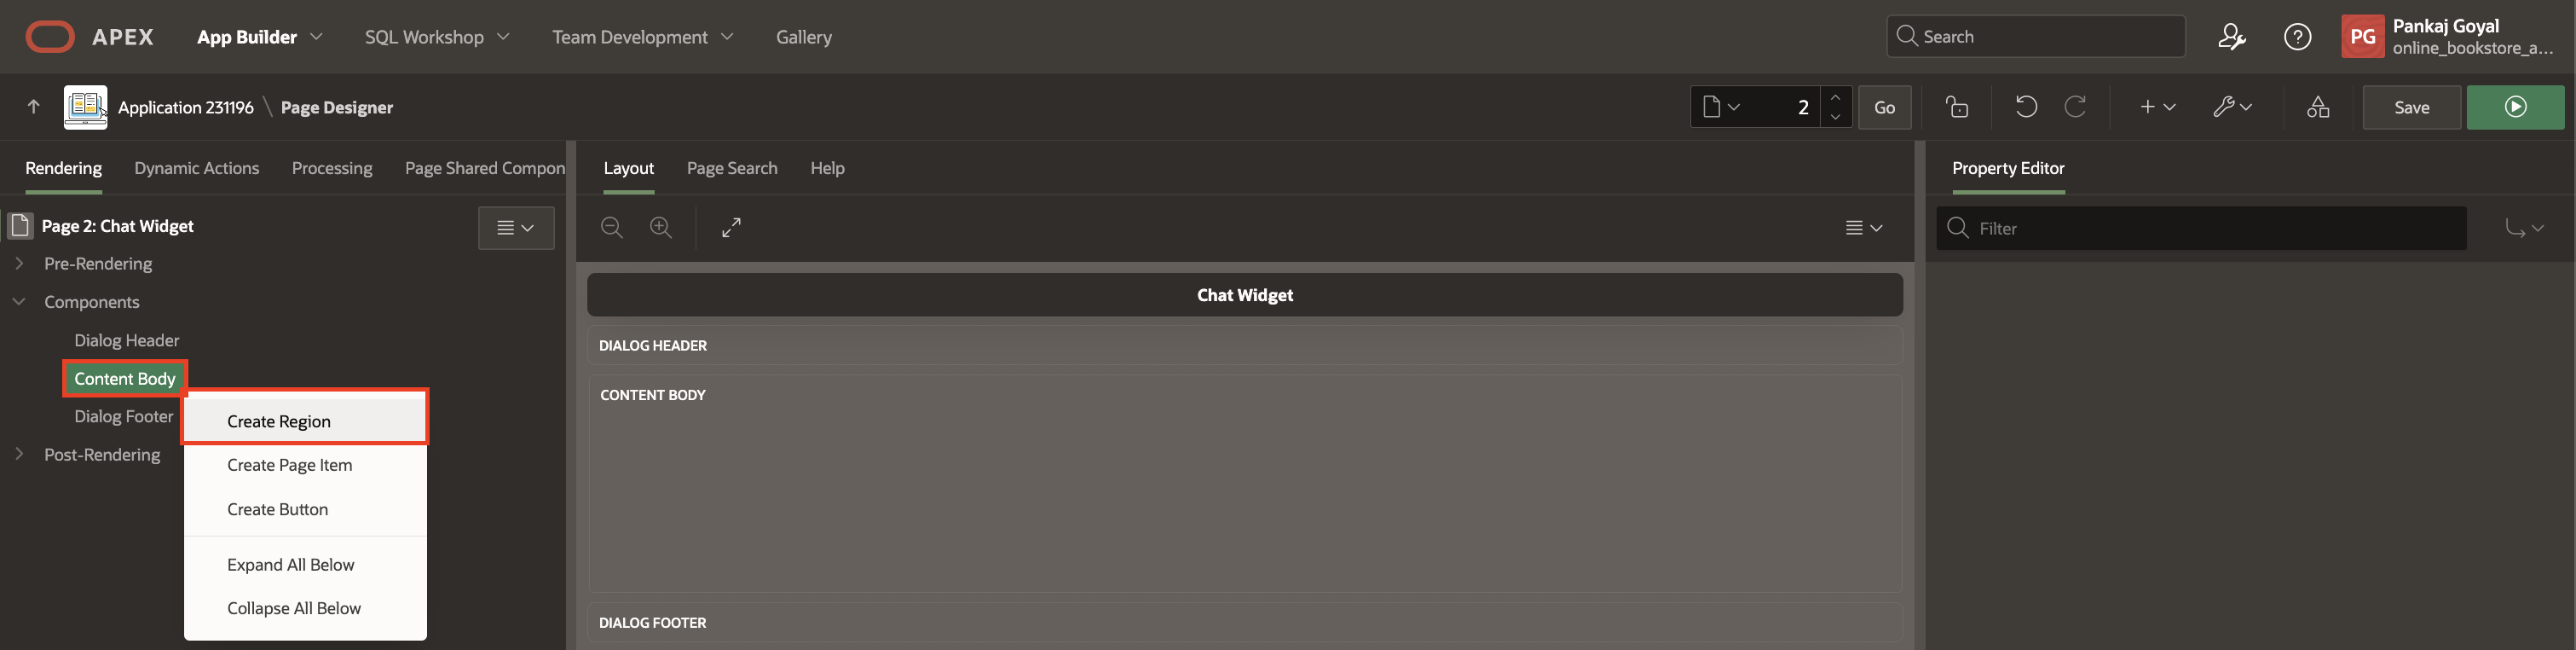 APEX App Builder SQL Workshop Team Development Gallery Search PG Pankaj Goyal
online_bookstore_a...
Application 231196 \ Page Designer 2 Go Save
Rendering Dynamic Actions Processing Page Shared Compon
Layout Page Search Help
Property Editor
Page 2: Chat Widget
Filter
Pre-Rendering
Components
Dialog Header
Content Body
Dialog Footer
Post-Rendering
Create Region
Create Page Item
Create Button
Expand All Below
Collapse All Below
Chat Widget
DIALOG HEADER
CONTENT BODY
DIALOG FOOTER